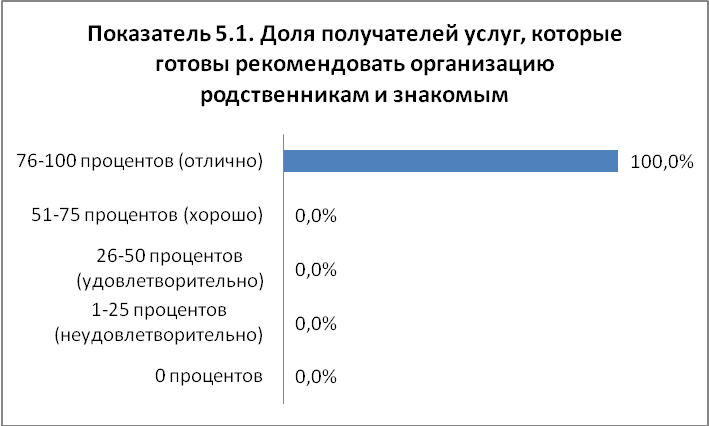 Показатель 5.1. Доля получателей услуг, которые
готовы рекомендовать организацию
родственникам и знакомым
76-100 процентов (отлично)
100,0%
51-75 процентов (хорошо)
0,0%
26-50 процентов
(удовлетворительно)
0,0%
1-25 процентов
(неудовлетворительно)
0,0%
0 процентов
0,0%